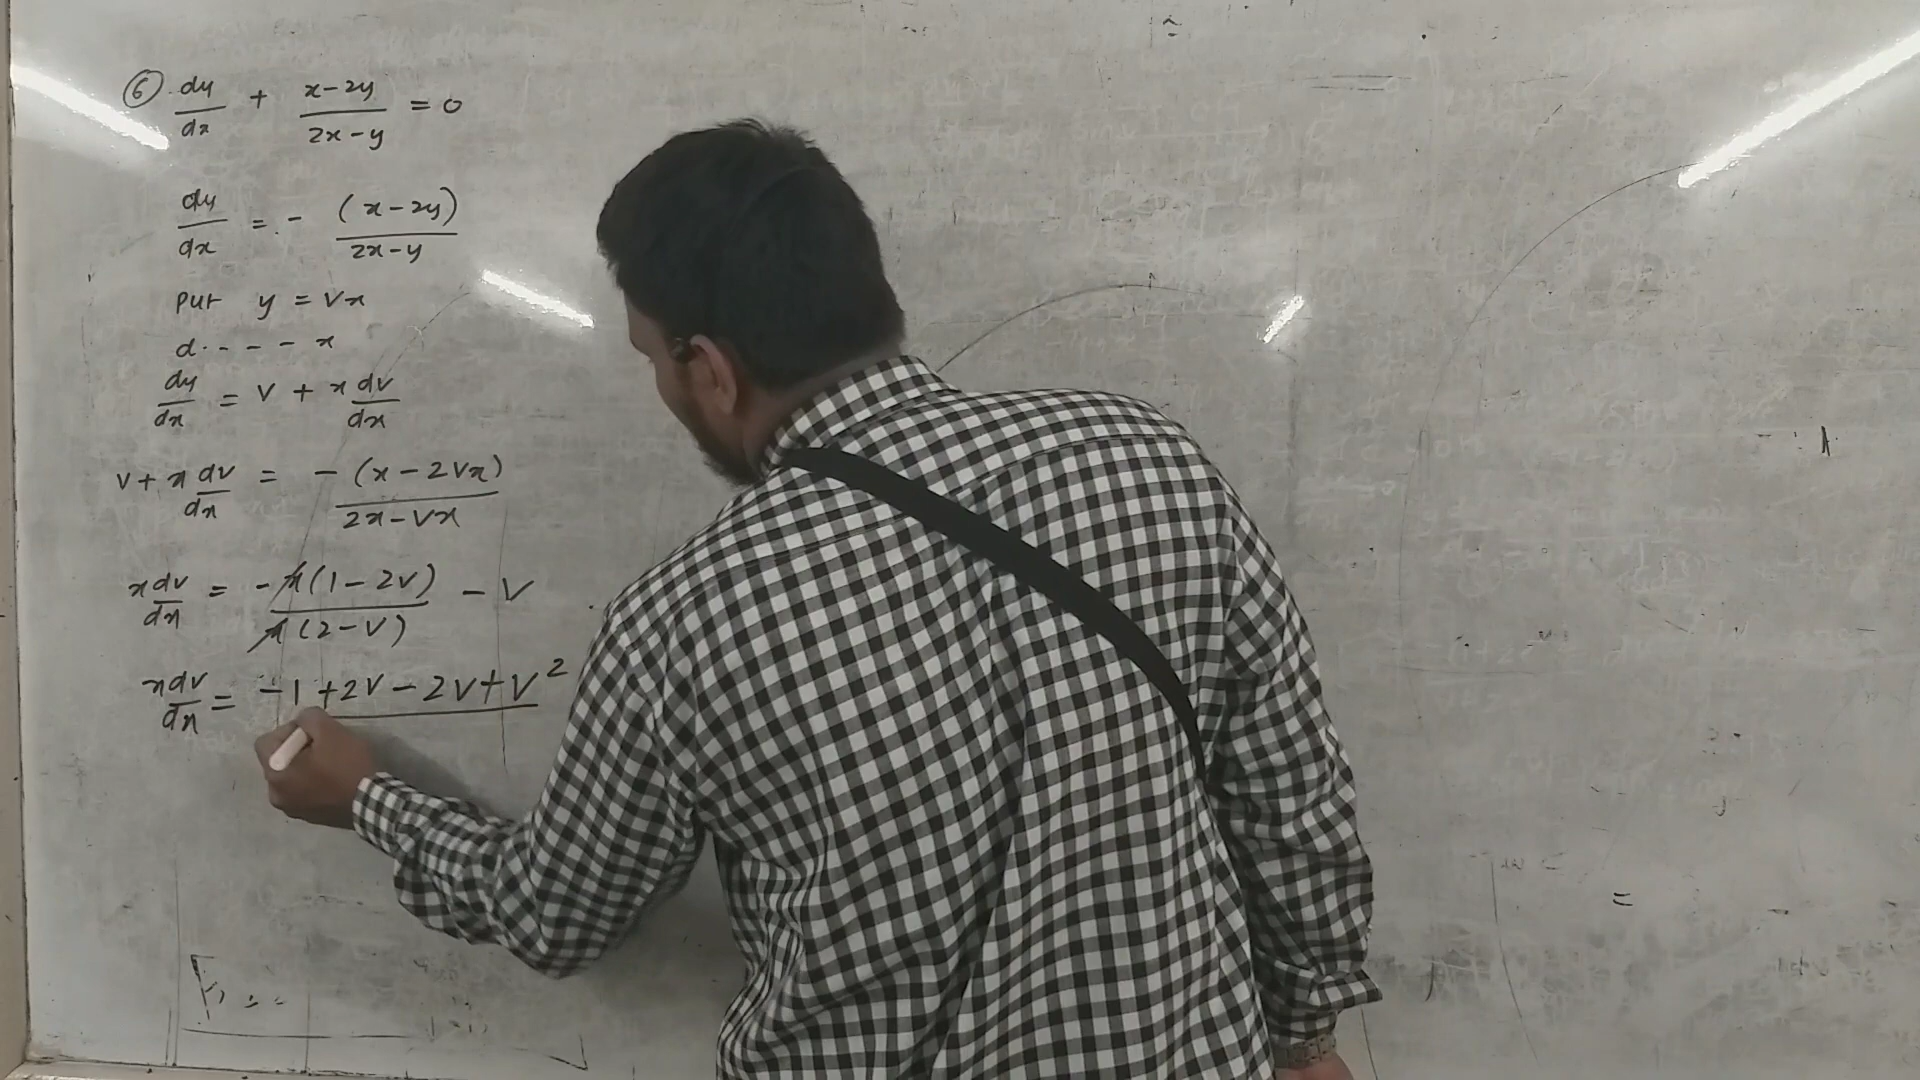 ⑥ dy/dx + x-2y/2x-y = 0
dy/dx = - (x-2y)/2x-y
Put y = Vx
d. - - - x
dy/dx = V + x dv/dx
V + x dv/dx = - (x-2Vx)/2x-Vx
x dv/dx = - x(1-2V)/x(2-V) - V
x dv/dx = -1+2V-2V+V²